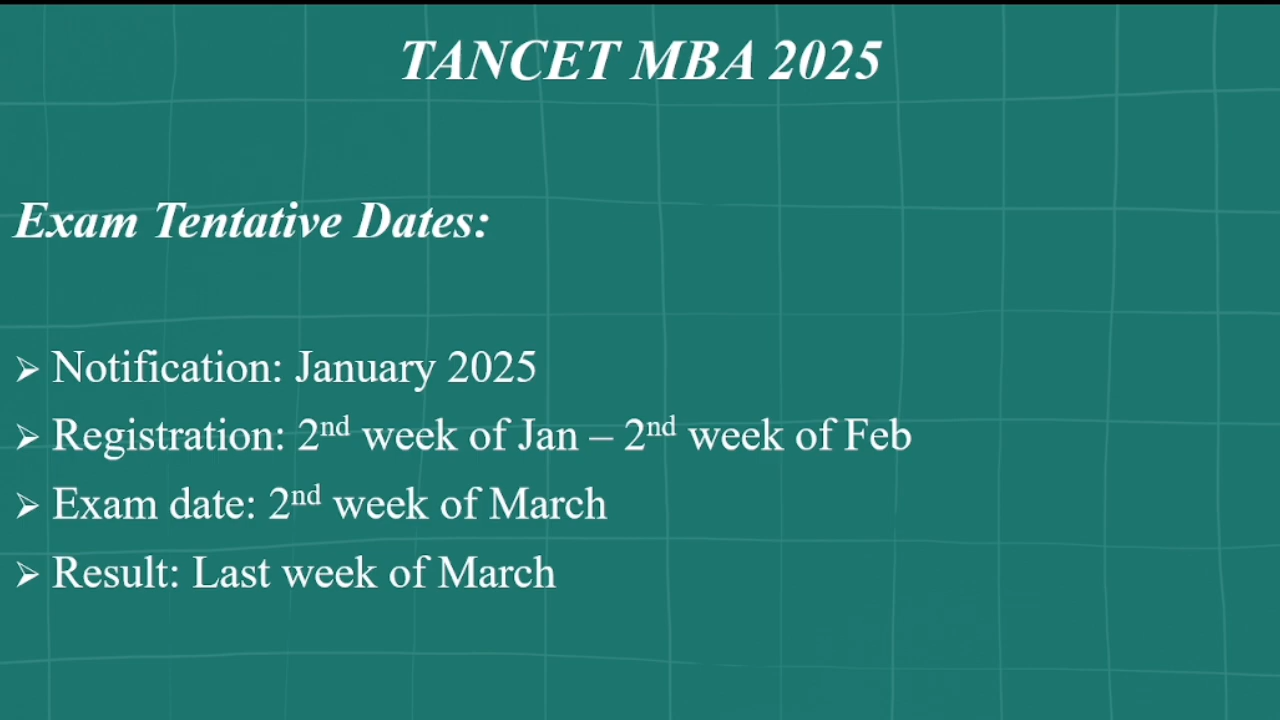 TANCET MBA 2025
Exam Tentative Dates:
➢ Notification: January 2025
➢ Registration: 2nd week of Jan – 2nd week of Feb
➢ Exam date: 2nd week of March
➢ Result: Last week of March